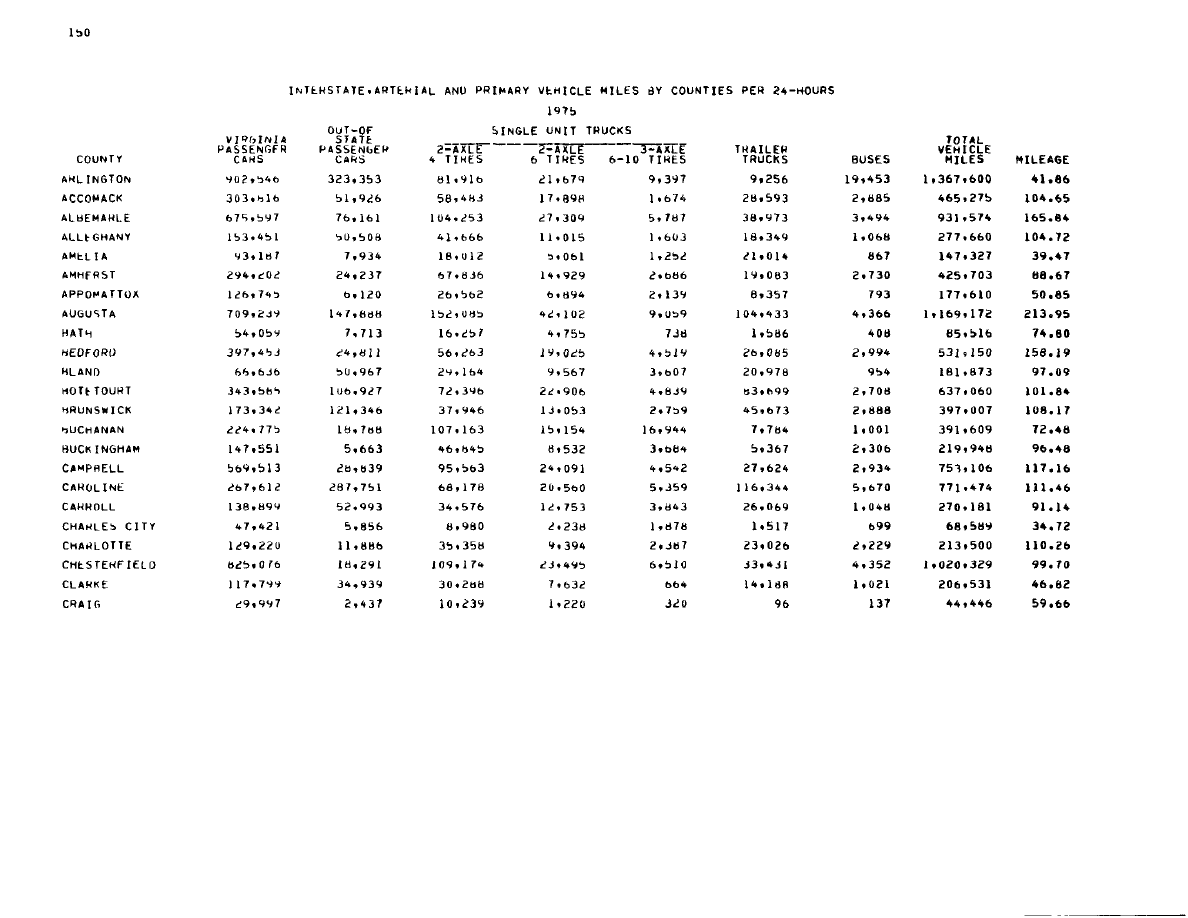 150
INTERSTATE,ARTERIAL AND PRIMARY VEHICLE MILES BY COUNTIES PER 24-HOURS
1975
OUT-OF SINGLE UNIT TRUCKS
VIRGINIA STATE TOTAL
PASSENGER PASSENGER 2-AXLE 2-AXLE 3-AXLE TRAILER VEHICLE
COUNTY CARS CARS 4 TIRES 6 TIRES 6-10 TIRES TRUCKS BUSES MILES MILEAGE
ARLINGTON 902,546 323,353 81,916 21,679 9,397 9,256 19,453 1,367,600 41.86
ACCOMACK 303,816 51,926 58,483 17,898 1,674 28,593 2,885 465,275 104.65
ALBEMARLE 675,597 76,161 104,253 27,309 5,787 38,973 3,494 931,574 165.84
ALLEGHANY 153,451 50,508 41,666 11,015 1,603 18,349 1,068 277,660 104.72
AMELIA 93,187 7,934 18,012 5,061 1,252 21,014 867 147,327 39.47
AMHERST 294,202 24,237 67,836 14,929 2,686 19,083 2,730 425,703 88.67
APPOMATTOX 126,745 6,120 26,562 6,894 2,139 8,357 793 177,610 50.85
AUGUSTA 709,239 147,888 152,085 42,102 9,059 104,433 4,366 1,169,172 213.95
BATH 54,059 7,713 16,257 4,755 738 1,586 408 85,516 74.80
BEDFORD 397,453 24,811 56,263 19,025 4,519 26,085 2,994 531,150 158.19
BLAND 66,636 50,967 29,164 9,567 3,607 20,978 954 181,873 97.09
BOTETOURT 343,585 106,927 72,396 22,906 4,839 83,699 2,708 637,060 101.84
BRUNSWICK 173,342 121,346 37,946 13,053 2,759 45,673 2,888 397,007 108.17
BUCHANAN 224,775 18,788 107,163 15,154 16,944 7,784 1,001 391,609 72.48
BUCKINGHAM 147,551 5,663 46,845 8,532 3,684 5,367 2,306 219,948 96.48
CAMPBELL 569,513 28,839 95,563 24,091 4,542 27,624 2,934 753,106 117.16
CAROLINE 267,612 287,751 68,178 20,560 5,359 116,344 5,670 771,474 111.46
CARROLL 138,899 52,993 34,576 12,753 3,843 26,069 1,048 270,181 91.14
CHARLES CITY 47,421 5,856 8,980 2,238 1,878 1,517 699 68,589 34.72
CHARLOTTE 129,220 11,886 35,358 9,394 2,387 23,026 2,229 213,500 110.26
CHESTERFIELD 825,076 18,291 109,174 23,495 6,510 33,431 4,352 1,020,329 99.70
CLARKE 117,799 34,939 30,288 7,632 664 14,188 1,021 206,531 46.82
CRAIG 29,997 2,437 10,239 1,220 320 96 137 44,446 59.66